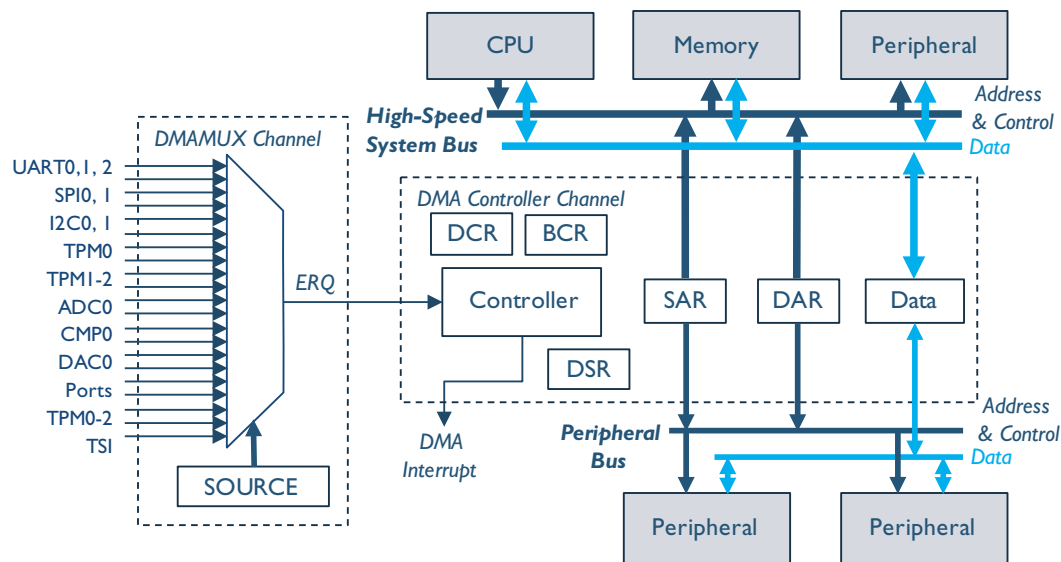 CPU
Memory
Peripheral
High-Speed
System Bus
Address
& Control
Data
DMAMUX Channel
UART0,1, 2
SPI0, 1
I2C0, 1
TPM0
TPM1-2
ADC0
CMP0
DAC0
Ports
TPM0-2
TSI
SOURCE
ERQ
DMA Controller Channel
DCR
BCR
Controller
SAR
DAR
Data
DSR
DMA
Interrupt
Peripheral
Bus
Address
& Control
Data
Peripheral
Peripheral